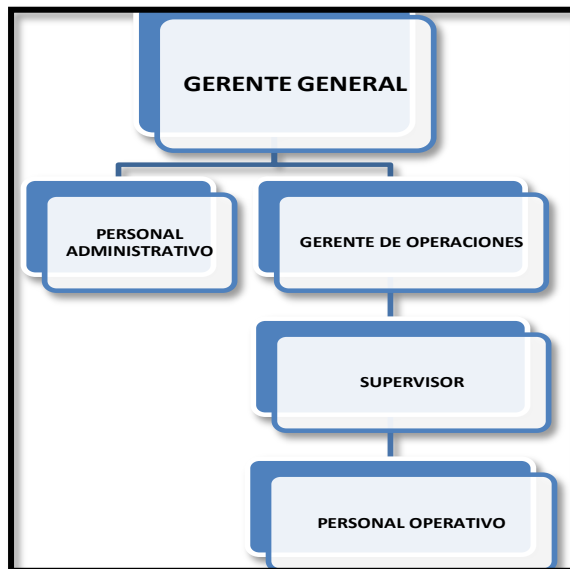 GERENTE GENERAL
PERSONAL
ADMINISTRATIVO
GERENTE DE OPERACIONES
SUPERVISOR
PERSONAL OPERATIVO